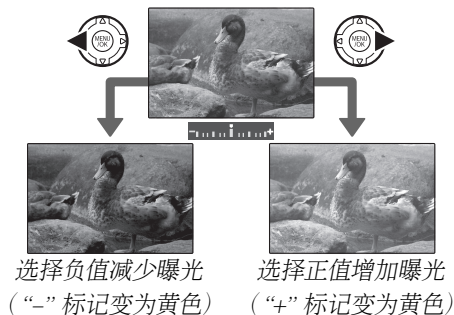 MENU
/OK
MENU
/OK
- i +
选择负值减少曝光
（“–” 标记变为黄色）
选择正值增加曝光
（“+” 标记变为黄色）